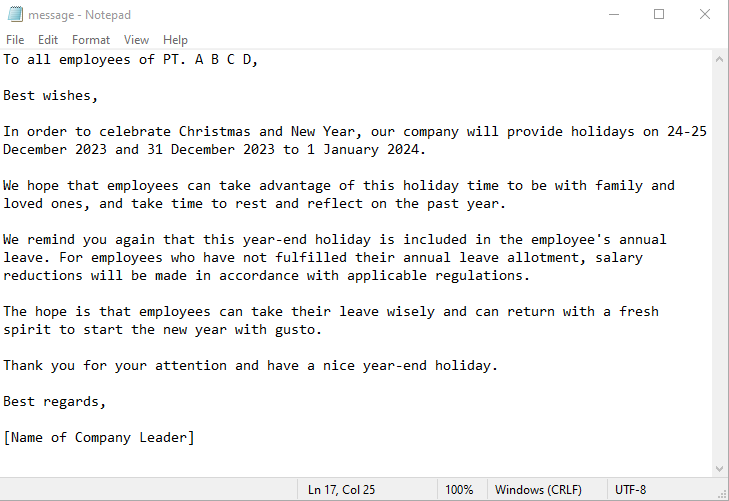 message - Notepad
File Edit Format View Help
To all employees of PT. A B C D,
Best wishes,
In order to celebrate Christmas and New Year, our company will provide holidays on 24-25
December 2023 and 31 December 2023 to 1 January 2024.
We hope that employees can take advantage of this holiday time to be with family and
loved ones, and take time to rest and reflect on the past year.
We remind you again that this year-end holiday is included in the employee's annual
leave. For employees who have not fulfilled their annual leave allotment, salary
reductions will be made in accordance with applicable regulations.
The hope is that employees can take their leave wisely and can return with a fresh
spirit to start the new year with gusto.
Thank you for your attention and have a nice year-end holiday.
Best regards,
[Name of Company Leader]
Ln 17, Col 25 100% Windows (CRLF) UTF-8